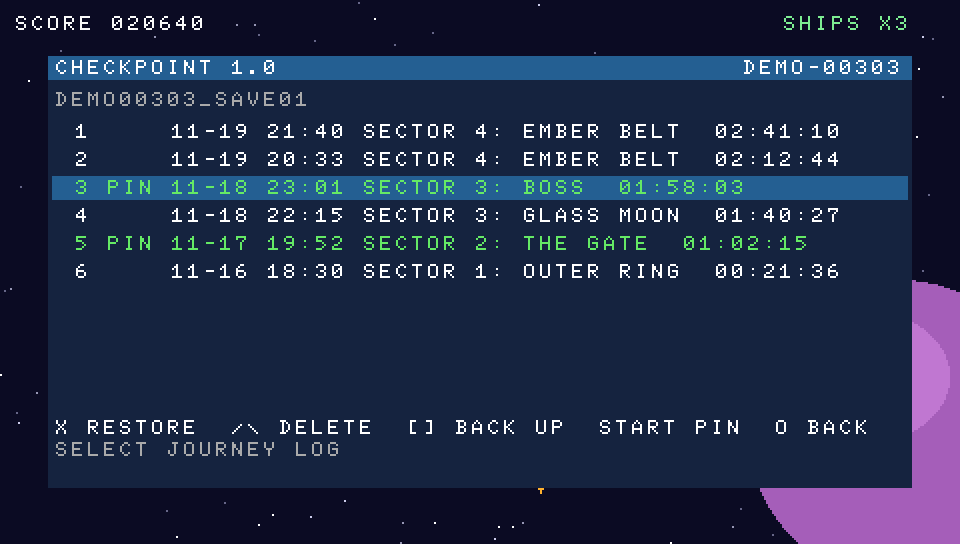 SCORE 020640 SHIPS X3
CHECKPOINT 1.0 DEMO-00303
DEMO00303_SAVE01
1 11-19 21:40 SECTOR 4: EMBER BELT 02:41:10
2 11-19 20:33 SECTOR 4: EMBER BELT 02:12:44
3 PIN 11-18 23:01 SECTOR 3: BOSS 01:58:03
4 11-18 22:15 SECTOR 3: GLASS MOON 01:40:27
5 PIN 11-17 19:52 SECTOR 2: THE GATE 01:02:15
6 11-16 18:30 SECTOR 1: OUTER RING 00:21:36
X RESTORE /\ DELETE [] BACK UP START PIN O BACK
SELECT JOURNEY LOG